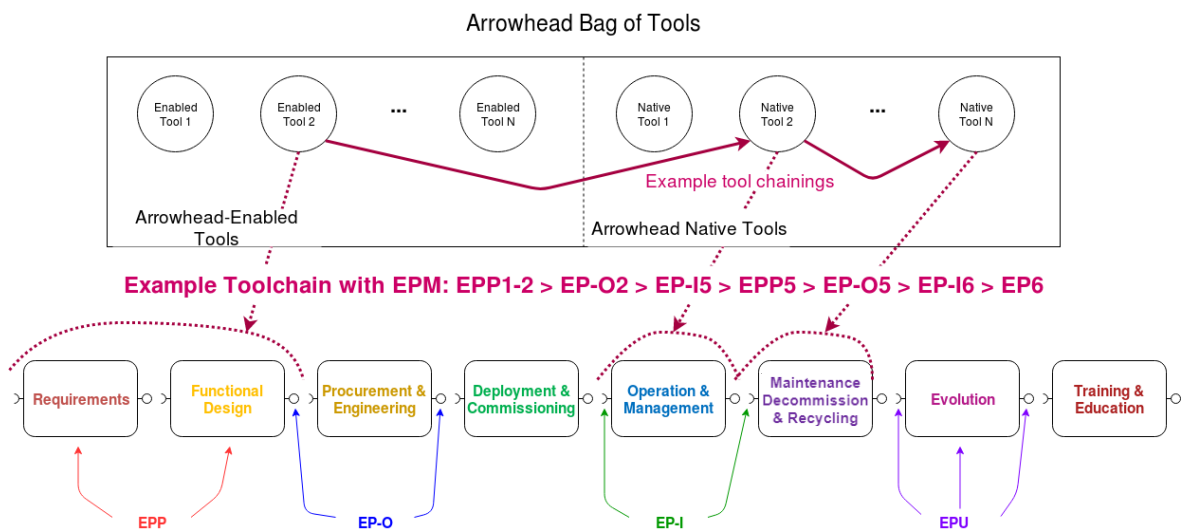 Arrowhead Bag of Tools
Enabled
Tool 1
Enabled
Tool 2
...
Enabled
Tool N
Native
Tool 1
Native
Tool 2
...
Native
Tool N
Example tool chainings
Arrowhead-Enabled
Tools
Arrowhead Native Tools
Example Toolchain with EPM: EPP1-2 > EP-O2 > EP-I5 > EPP5 > EP-O5 > EP-I6 > EP6
Requirements
Functional
Design
Procurement &
Engineering
Deployment &
Commissioning
Operation &
Management
Maintenance
Decommission
& Recycling
Evolution
Training &
Education
EPP
EP-O
EP-I
EPU